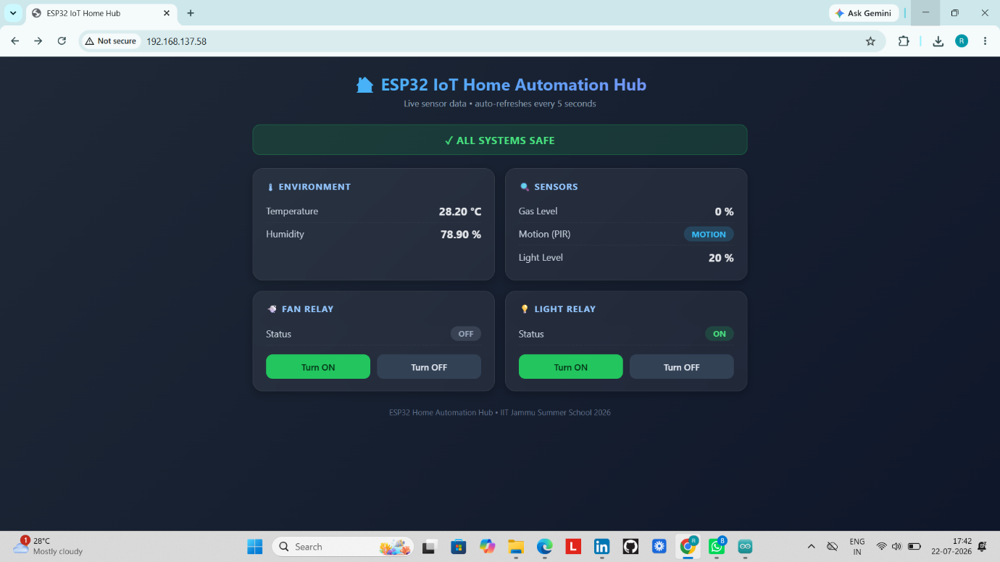 ESP32 IoT Home Hub
Ask Gemini
Not secure 192.168.137.58
R
ESP32 IoT Home Automation Hub
Live sensor data • auto-refreshes every 5 seconds
✓ ALL SYSTEMS SAFE
ENVIRONMENT
Temperature 28.20 °C
Humidity 78.90 %
SENSORS
Gas Level 0 %
Motion (PIR) MOTION
Light Level 20 %
FAN RELAY
Status OFF
Turn ON Turn OFF
LIGHT RELAY
Status ON
Turn ON Turn OFF
ESP32 Home Automation Hub • IIT Jammu Summer School 2026
1
28°C
Mostly cloudy
Search
L
in
R
8
ENG
IN
17:42
22-07-2026